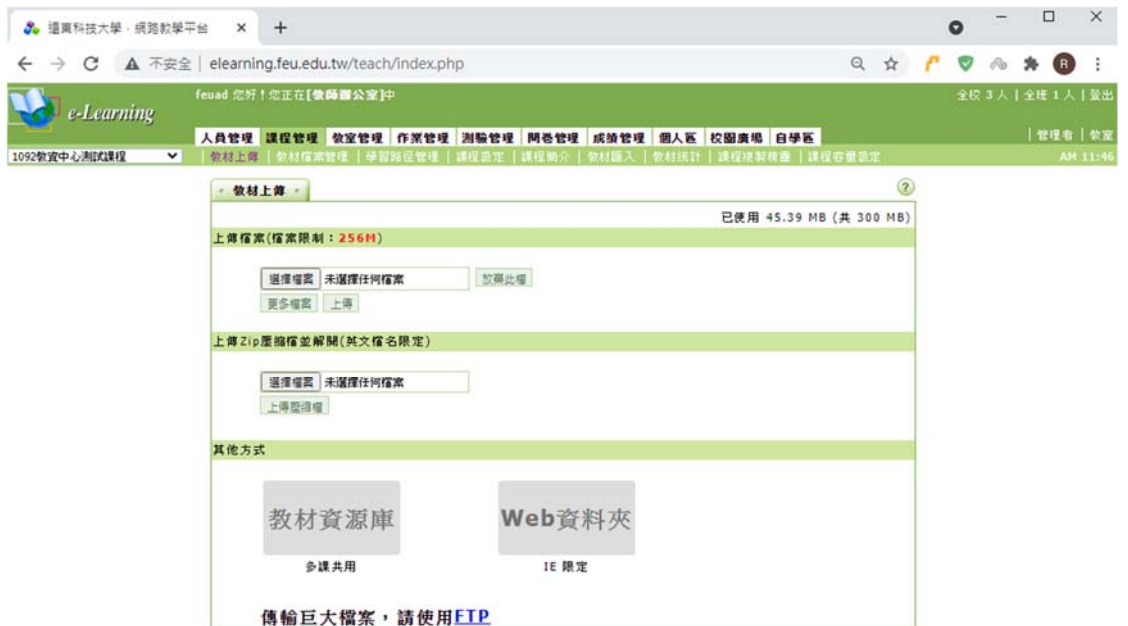 遠東科技大學 - 網路教學平台
不安全 | elearning.feu.edu.tw/teach/index.php
R
e-Learning
feuad 您好！您正在[教師辦公室]中
全校 3 人 | 全班 1 人 | 登出
人員管理 課程管理 教室管理 作業管理 測驗管理 問卷管理 成績管理 個人區 校園廣場 自學區
| 管理者 | 教室
1092教資中心測試課程
| 教材上傳 | 教材檔案管理 | 學習路徑管理 | 課程設定 | 課程簡介 | 教材匯入 | 教材統計 | 課程複製精靈 | 課程容量設定
AM 11:46
教材上傳
已使用 45.39 MB (共 300 MB)
上傳檔案(檔案限制：256M)
選擇檔案 未選擇任何檔案 放棄此檔
更多檔案 上傳
上傳Zip壓縮檔並解開(英文檔名限定)
選擇檔案 未選擇任何檔案
上傳壓縮檔
其他方式
教材資源庫 Web資料夾
多課共用 IE 限定
傳輸巨大檔案，請使用FTP